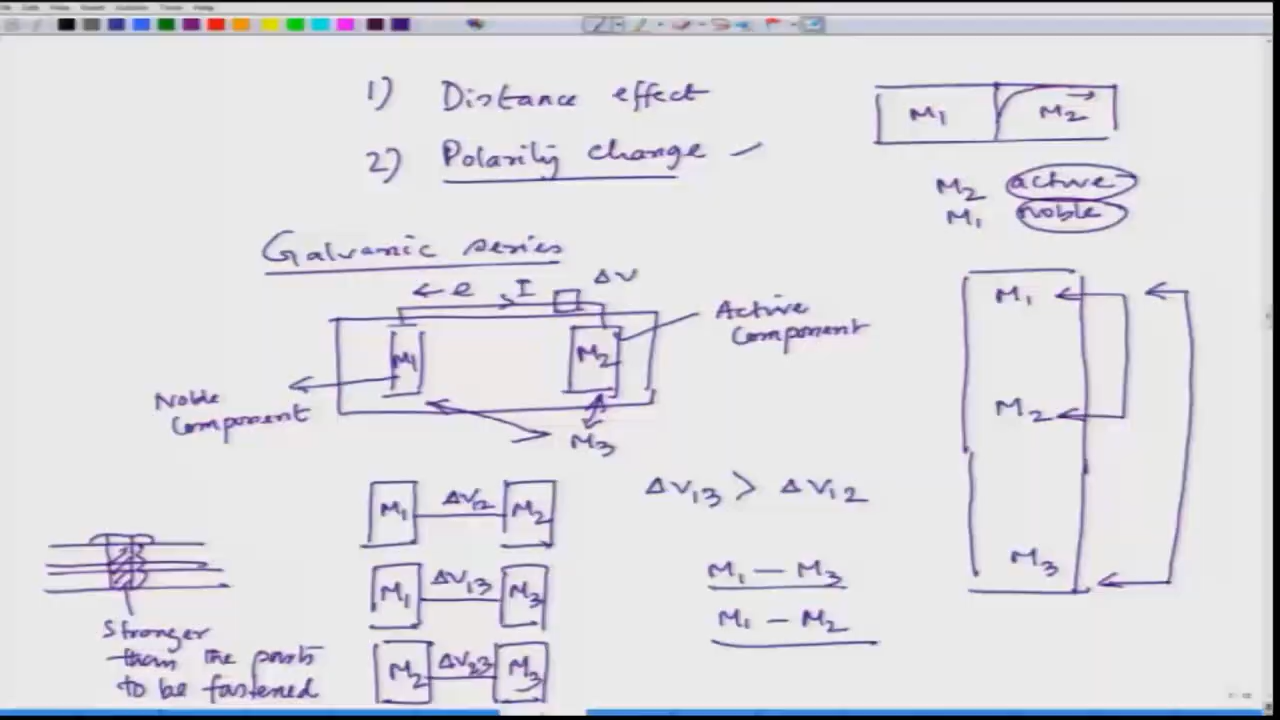 1) Distance effect
2) Polarity change
M1 M2
M2 active
M1 noble
Galvanic series
← e I ΔV
M1 M2
Active
Component
Noble
Component
M3
M1
M2
M3
M1 ΔV12 M2
M1 ΔV13 M3
M2 ΔV23 M3
ΔV13 > ΔV12
M1 - M3
M1 - M2
Stronger
than the parts
to be fastened